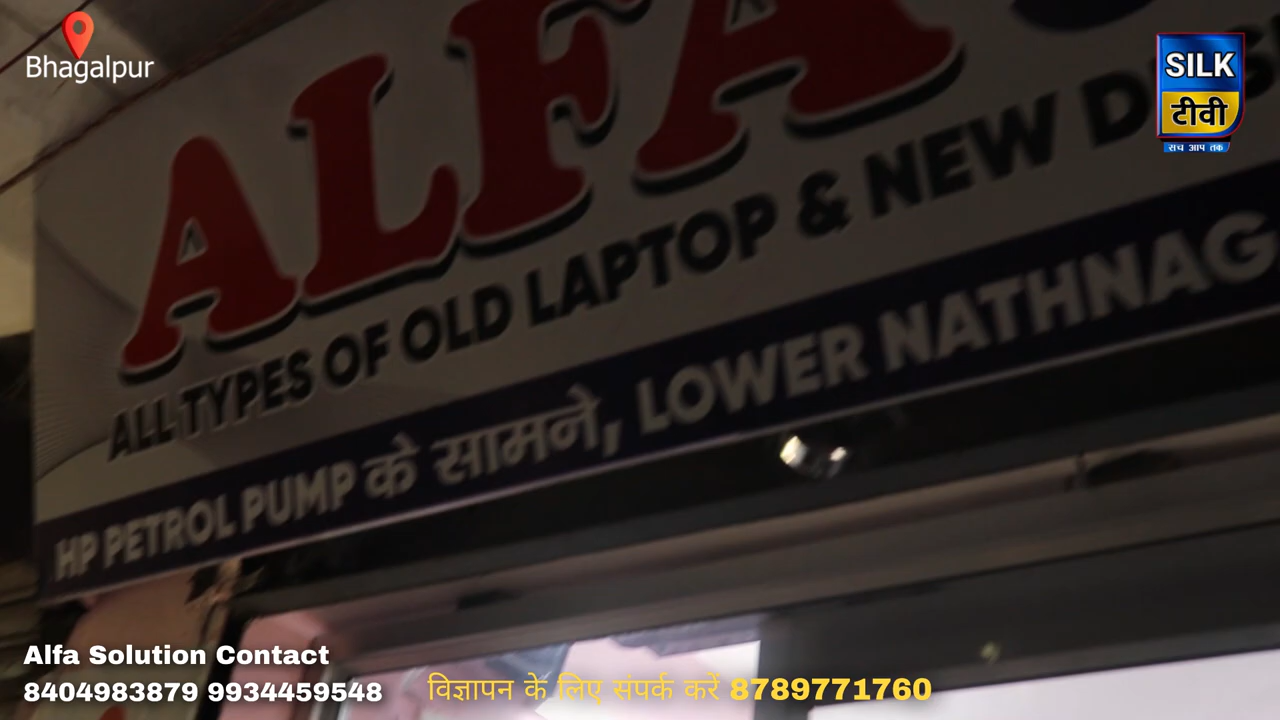 Bhagalpur
SILK
टीवी
सच आप तक
ALFA
ALL TYPES OF OLD LAPTOP & NEW
HP PETROL PUMP के सामने, LOWER NATHNAG
Alfa Solution Contact
8404983879 9934459548
विज्ञापन के लिए संपर्क करें 8789771760